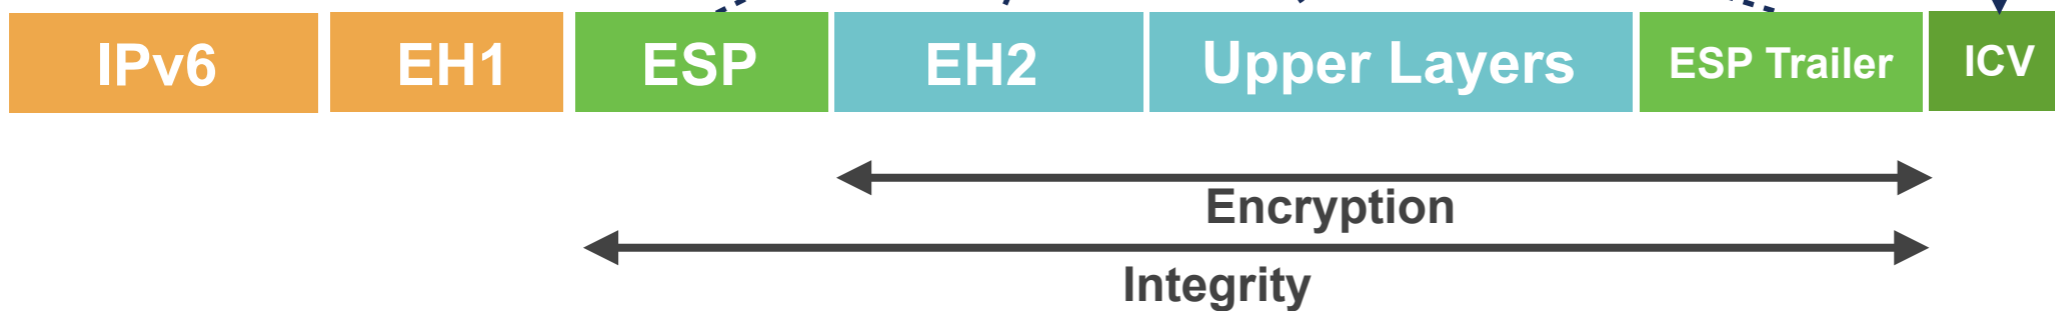 IPv6 EH1 ESP EH2 Upper Layers ESP Trailer ICV
Encryption
Integrity